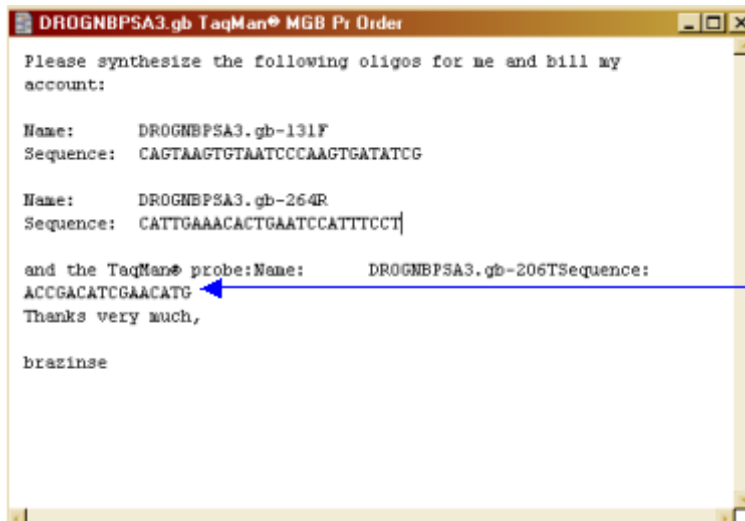 DROGNBPSA3.gb TaqMan® MGB Pr Order
Please synthesize the following oligos for me and bill my
account:
Name: DROGNBPSA3.gb-131F
Sequence: CAGTAAGTGTAATCCCAAGTGATATCG
Name: DROGNBPSA3.gb-264R
Sequence: CATTGAAACACTGAATCCATTTCCT
and the TaqMan® probe:Name: DROGNBPSA3.gb-206TSequence:
ACCGACATCGAACATG
Thanks very much,
brazinse